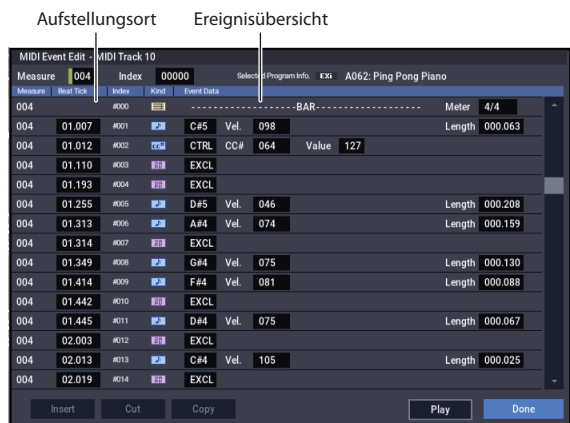 Aufstellungsort Ereignisübersicht
MIDI Event Edit - MIDI Track 10
Measure 004 Index 00000 Selected Program Info. EXi A062: Ping Pong Piano
Measure Beat Tick Index Kind Event Data
004 #000 ------------------BAR------------------ Meter 4/4
004 01.007 #001 C#5 Vel. 098 Length 000.063
004 01.012 #002 CTRL CC# 064 Value 127
004 01.110 #003 EXCL
004 01.193 #004 EXCL
004 01.255 #005 D#5 Vel. 046 Length 000.208
004 01.313 #006 A#4 Vel. 074 Length 000.159
004 01.314 #007 EXCL
004 01.349 #008 G#4 Vel. 075 Length 000.130
004 01.414 #009 F#4 Vel. 081 Length 000.088
004 01.442 #010 EXCL
004 01.445 #011 D#4 Vel. 075 Length 000.067
004 02.003 #012 EXCL
004 02.013 #013 C#4 Vel. 105 Length 000.025
004 02.019 #014 EXCL
Insert Cut Copy Play Done